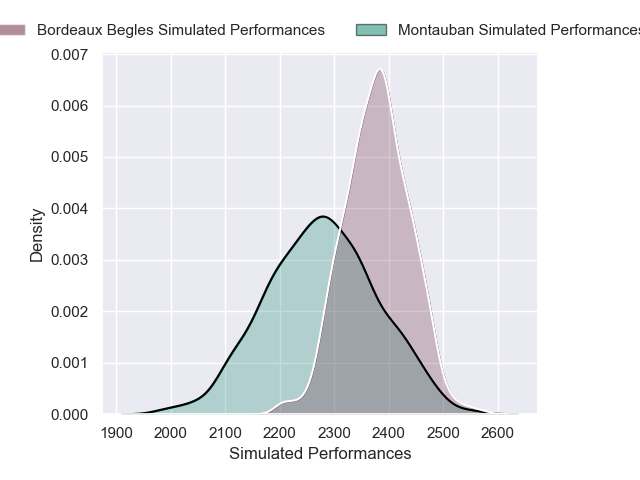 Bordeaux Begles Simulated Performances
Montauban Simulated Performances
0.007
0.006
0.005
0.004
0.003
0.002
0.001
0.000
Density
1900 2000 2100 2200 2300 2400 2500 2600
Simulated Performances